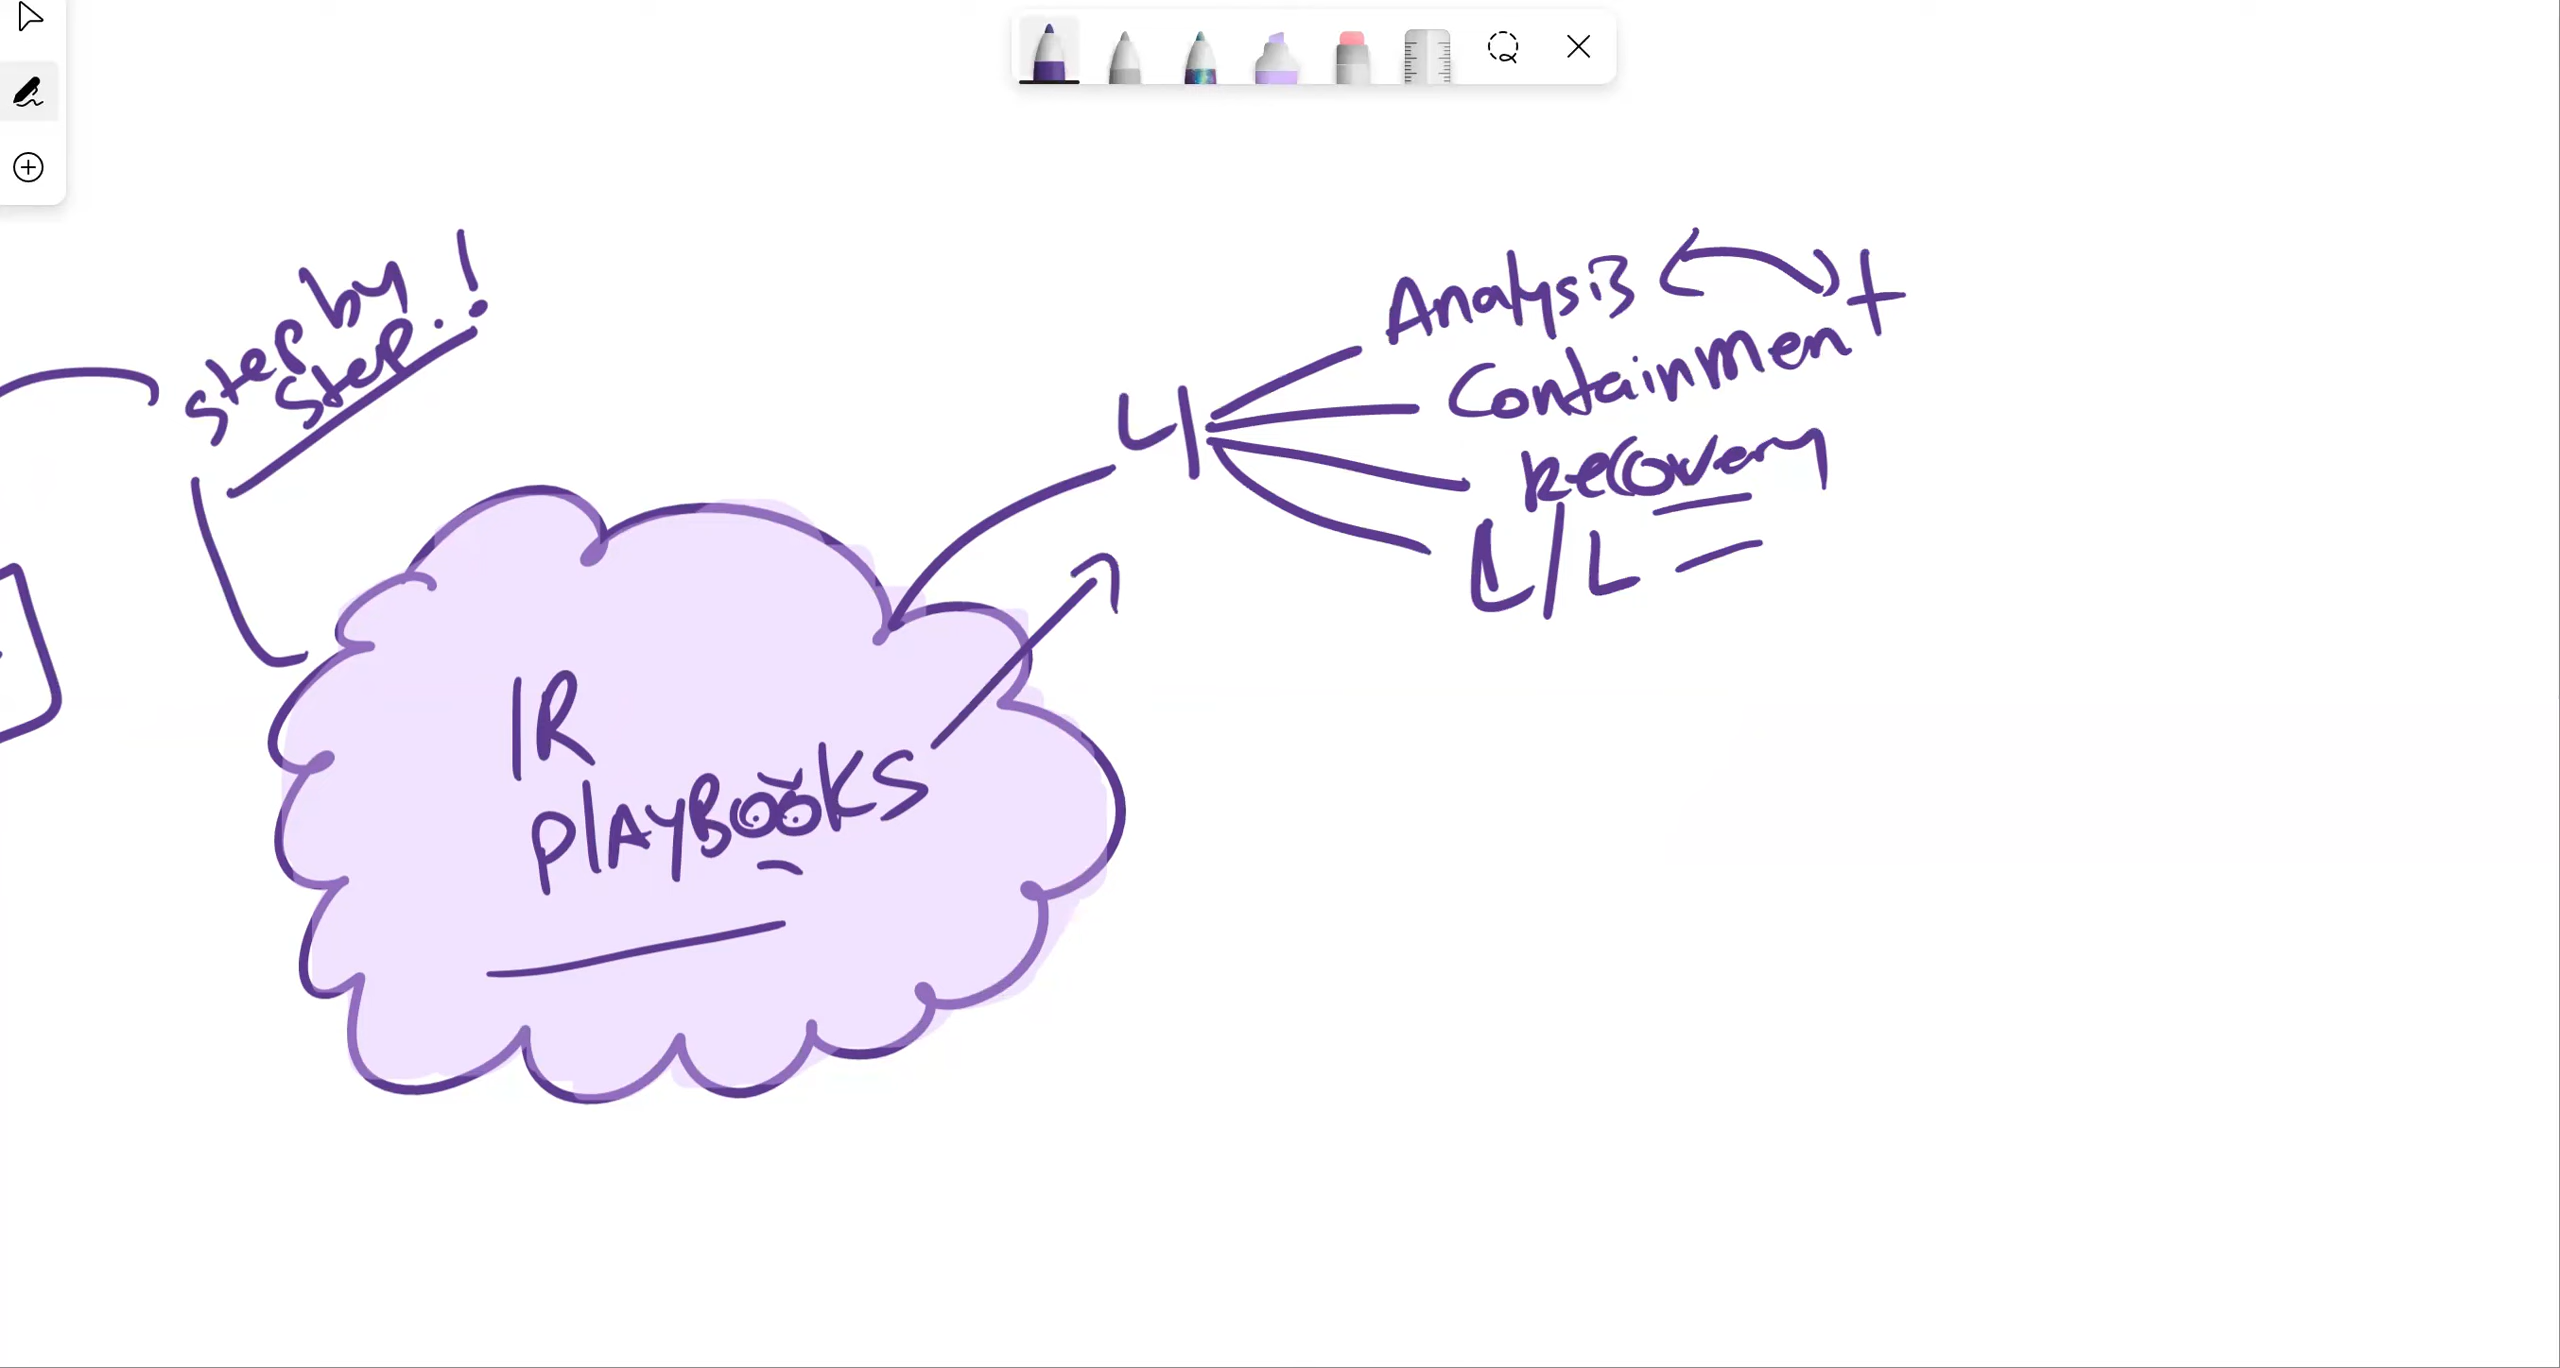 step by
step.!
4
Analysis
Containment
Recovery
L/L
IR
PLAYBOOKS